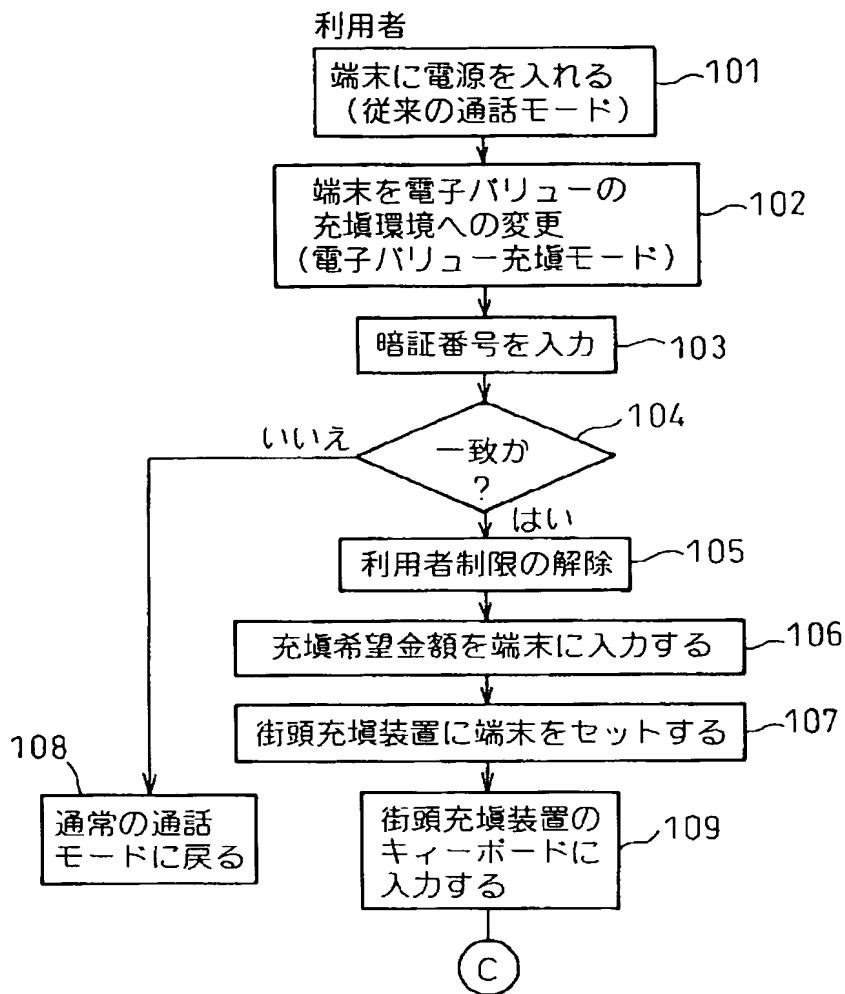 利用者
端末に電源を入れる
（従来の通話モード）
101
端末を電子バリューの
充塡環境への変更
（電子バリュー充塡モード）
102
暗証番号を入力
103
104
いいえ
一致か
？
はい
利用者制限の解除
105
充塡希望金額を端末に入力する
106
街頭充塡装置に端末をセットする
107
108
通常の通話
モードに戻る
街頭充塡装置の
キィーボードに
入力する
109
C